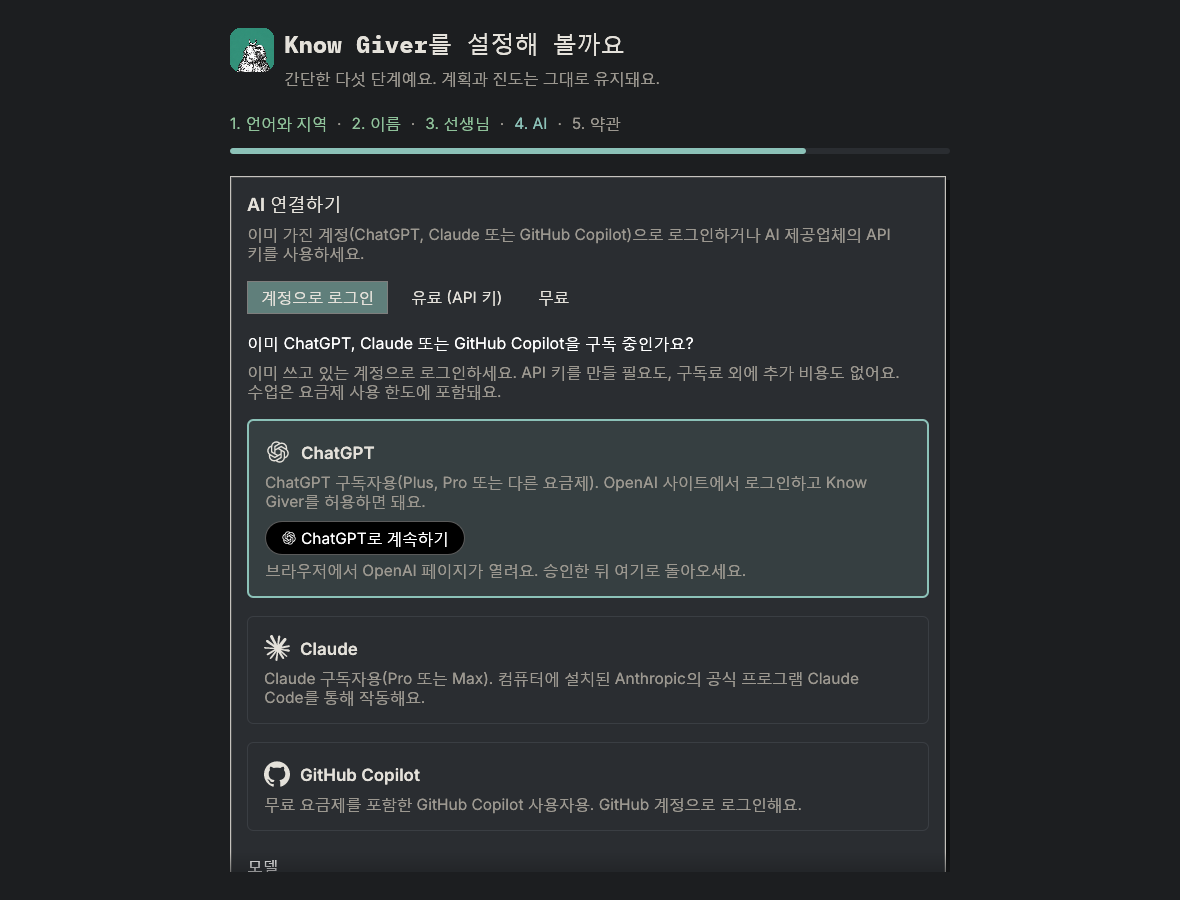 Know Giver를 설정해 볼까요
간단한 다섯 단계예요. 계획과 진도는 그대로 유지돼요.
1. 언어와 지역 · 2. 이름 · 3. 선생님 · 4. AI · 5. 약관
AI 연결하기
이미 가진 계정(ChatGPT, Claude 또는 GitHub Copilot)으로 로그인하거나 AI 제공업체의 API
키를 사용하세요.
계정으로 로그인 유료 (API 키) 무료
이미 ChatGPT, Claude 또는 GitHub Copilot을 구독 중인가요?
이미 쓰고 있는 계정으로 로그인하세요. API 키를 만들 필요도, 구독료 외에 추가 비용도 없어요.
수업은 요금제 사용 한도에 포함돼요.
ChatGPT
ChatGPT 구독자용(Plus, Pro 또는 다른 요금제). OpenAI 사이트에서 로그인하고 Know
Giver를 허용하면 돼요.
ChatGPT로 계속하기
브라우저에서 OpenAI 페이지가 열려요. 승인한 뒤 여기로 돌아오세요.
Claude
Claude 구독자용(Pro 또는 Max). 컴퓨터에 설치된 Anthropic의 공식 프로그램 Claude
Code를 통해 작동해요.
GitHub Copilot
무료 요금제를 포함한 GitHub Copilot 사용자용. GitHub 계정으로 로그인해요.
모델